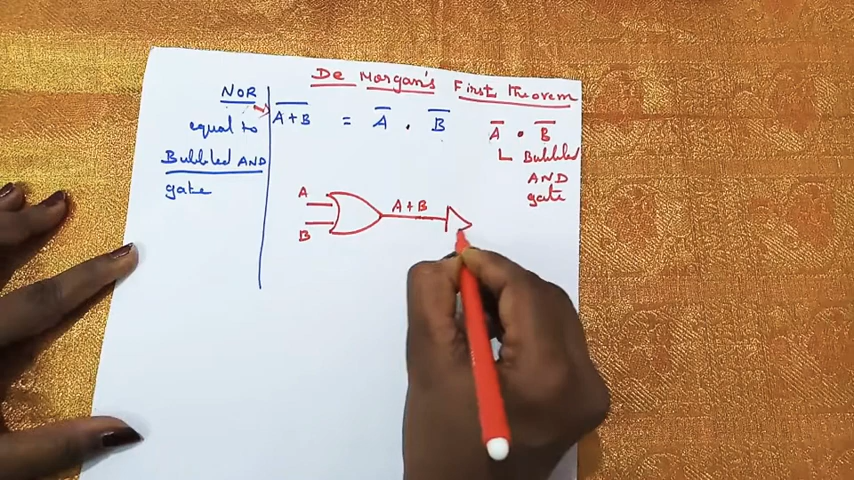 De Morgan's First Theorem
NOR
equal to
Bubbled AND
gate
A̅+̅B̅ = A̅ . B̅
A̅ . B̅
Bubbled
AND
gate
A
B
A+B